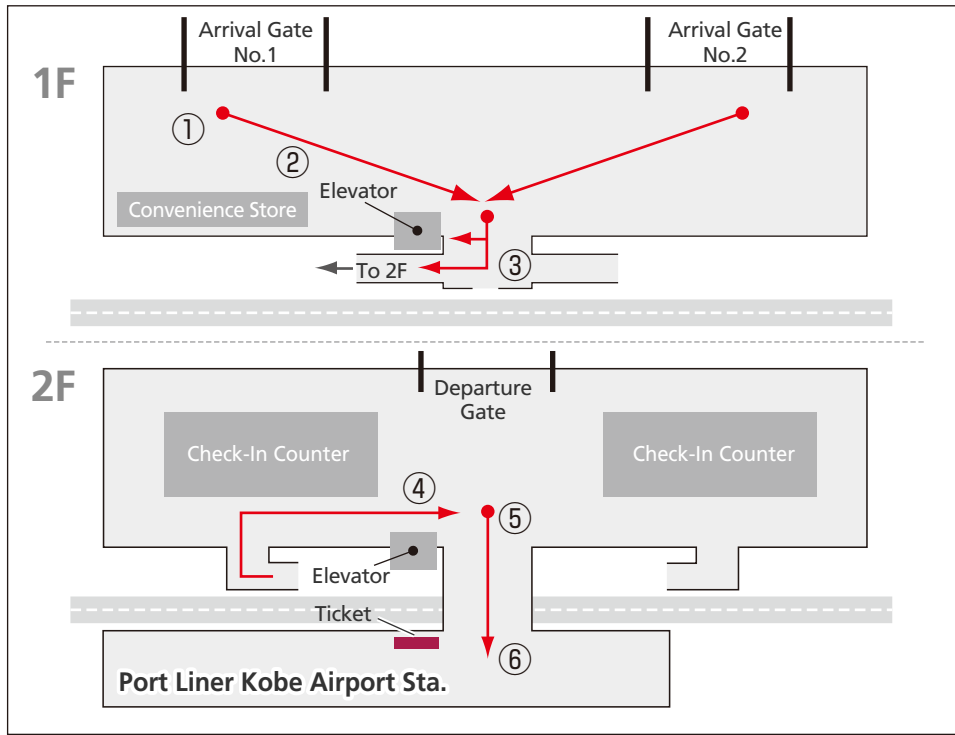 Arrival Gate
No.1
Arrival Gate
No.2
1F
①
②
Elevator
Convenience Store
③
To 2F
2F
Departure
Gate
Check-In Counter
Check-In Counter
④
⑤
Elevator
Ticket
⑥
Port Liner Kobe Airport Sta.